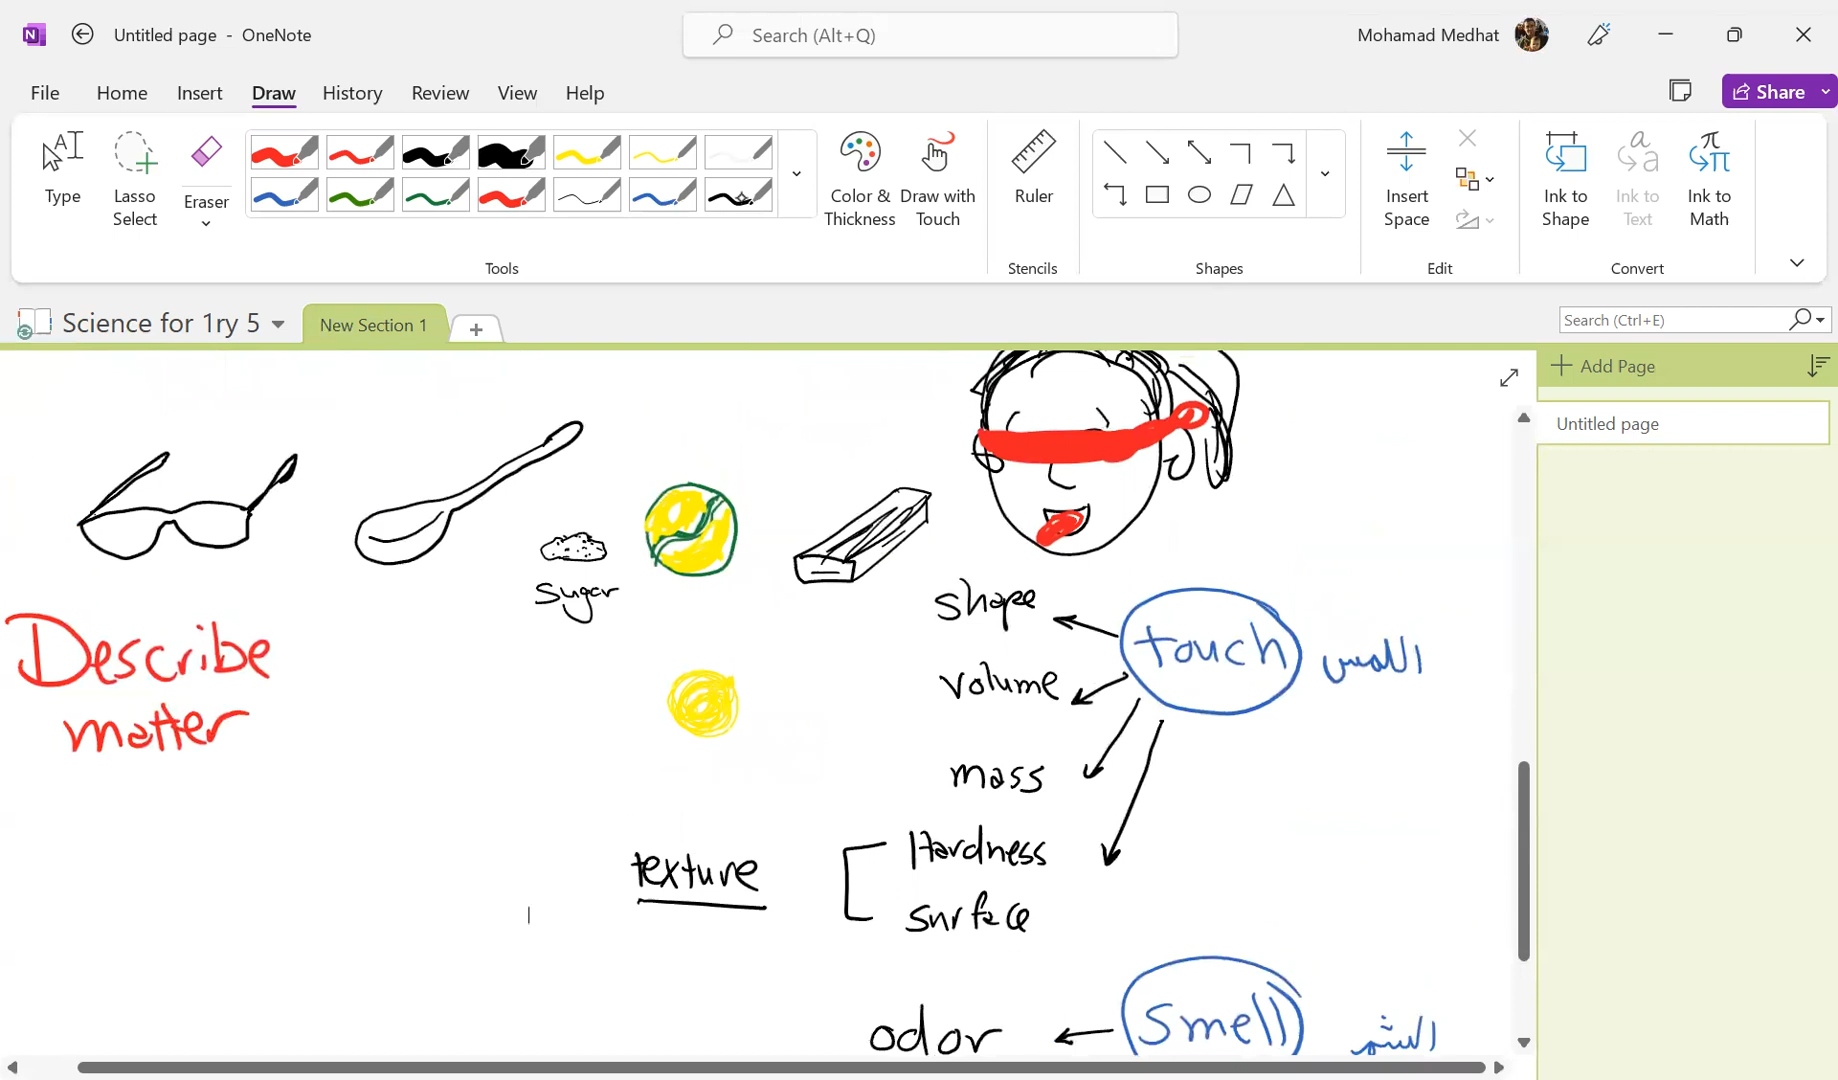 Untitled page - OneNote
Search (Alt+Q)
Mohamad Medhat
File Home Insert Draw History Review View Help
Share
Type
Lasso Select
Eraser
Color & Thickness
Draw with Touch
Ruler
Insert Space
Ink to Shape
Ink to Text
Ink to Math
Tools
Stencils
Shapes
Edit
Convert
Science for 1ry 5
New Section 1
Search (Ctrl+E)
Add Page
Untitled page
sugar
Describe
matter
shape
touch
اللمس
volume
mass
texture
Hardness
surface
odor
smell
الشم